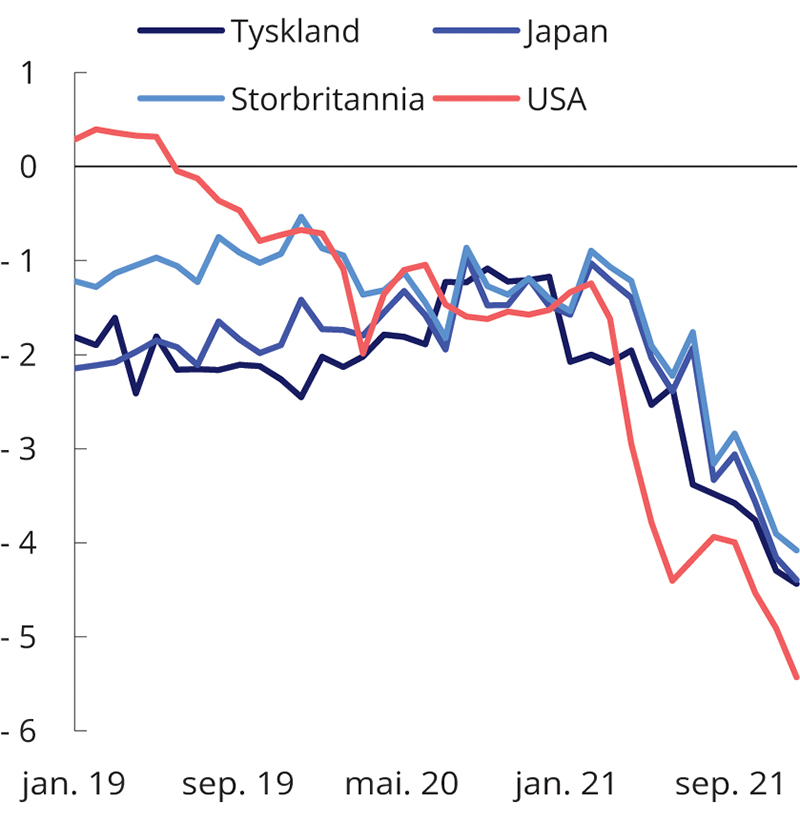 Tyskland Japan
Storbritannia USA
1
0
- 1
- 2
- 3
- 4
- 5
- 6
jan. 19 sep. 19 mai. 20 jan. 21 sep. 21